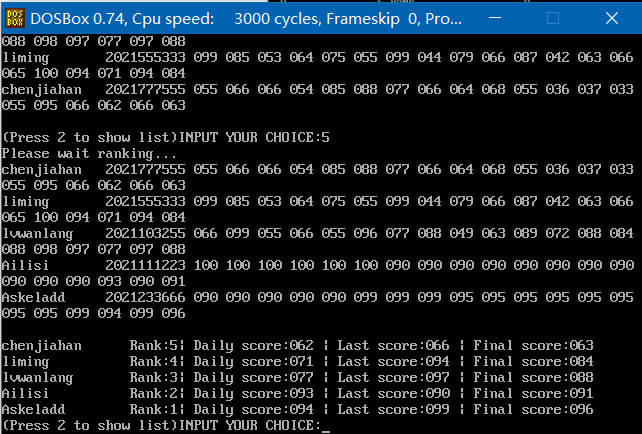 DOS
BOX
DOSBox 0.74, Cpu speed: 3000 cycles, Frameskip 0, Pro...
088 098 097 077 097 088
liming 2021555333 099 085 053 064 075 055 099 044 079 066 087 042 063 066
065 100 094 071 094 084
chenjiahan 2021777555 055 066 066 054 085 088 077 066 064 068 055 036 037 033
055 095 066 062 066 063
(Press 2 to show list)INPUT YOUR CHOICE:5
Please wait ranking...
chenjiahan 2021777555 055 066 066 054 085 088 077 066 064 068 055 036 037 033
055 095 066 062 066 063
liming 2021555333 099 085 053 064 075 055 099 044 079 066 087 042 063 066
065 100 094 071 094 084
lvwanlang 2021103255 066 099 055 066 055 096 077 088 049 063 089 072 088 084
088 098 097 077 097 088
Ailisi 2021111223 100 100 100 100 100 100 090 090 090 090 090 090 090 090
090 090 090 093 090 091
Askeladd 2021233666 090 090 090 090 090 099 099 099 095 095 095 095 095 095
095 095 099 094 099 096
chenjiahan Rank:5| Daily score:062 | Last score:066 | Final score:063
liming Rank:4| Daily score:071 | Last score:094 | Final score:084
lvwanlang Rank:3| Daily score:077 | Last score:097 | Final score:088
Ailisi Rank:2| Daily score:093 | Last score:090 | Final score:091
Askeladd Rank:1| Daily score:094 | Last score:099 | Final score:096
(Press 2 to show list)INPUT YOUR CHOICE:_